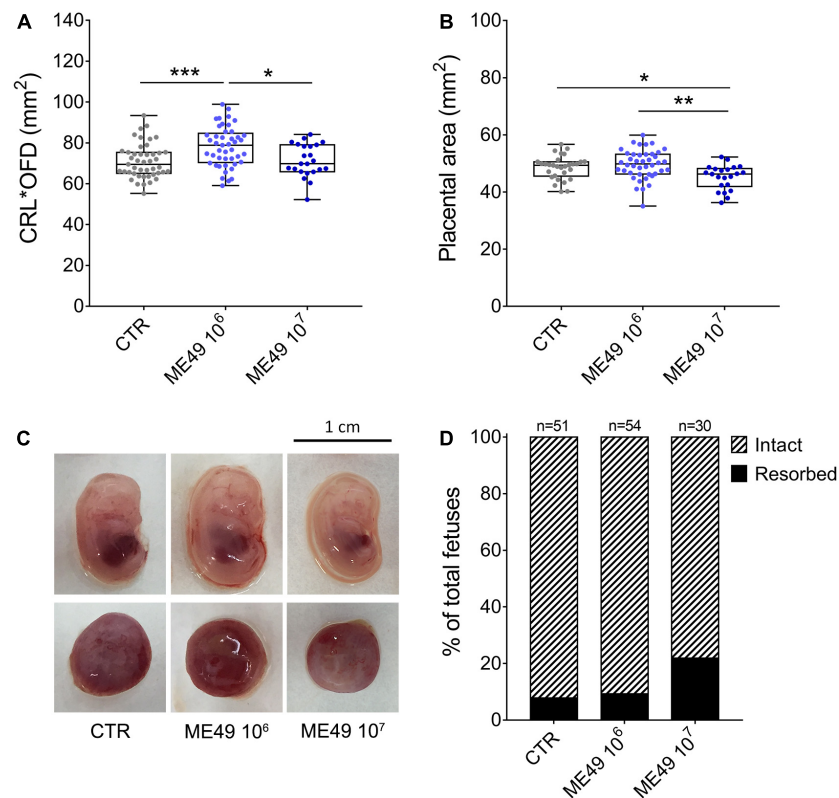 A
CRL*OFD (mm²)
140
120
100
80
60
40
20
0
***
*
CTR
ME49 10⁶
ME49 10⁷
B
Placental area (mm²)
100
80
60
40
20
0
*
**
CTR
ME49 10⁶
ME49 10⁷
C
1 cm
CTR
ME49 10⁶
ME49 10⁷
D
% of total fetuses
100
80
60
40
20
0
n=51
n=54
n=30
CTR
ME49 10⁶
ME49 10⁷
Intact
Resorbed